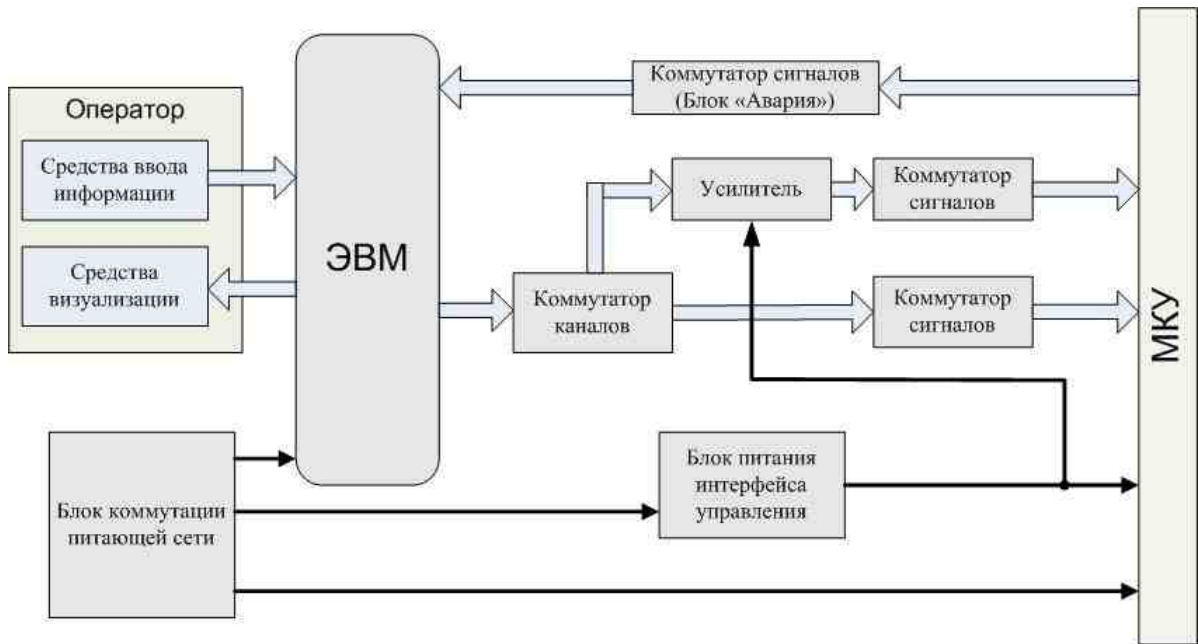 Оператор
Средства ввода
информации
Средства
визуализации
ЭВМ
Коммутатор сигналов
(Блок «Авария»)
Усилитель
Коммутатор
сигналов
Коммутатор
каналов
Коммутатор
сигналов
МКУ
Блок коммутации
питающей сети
Блок питания
интерфейса
управления